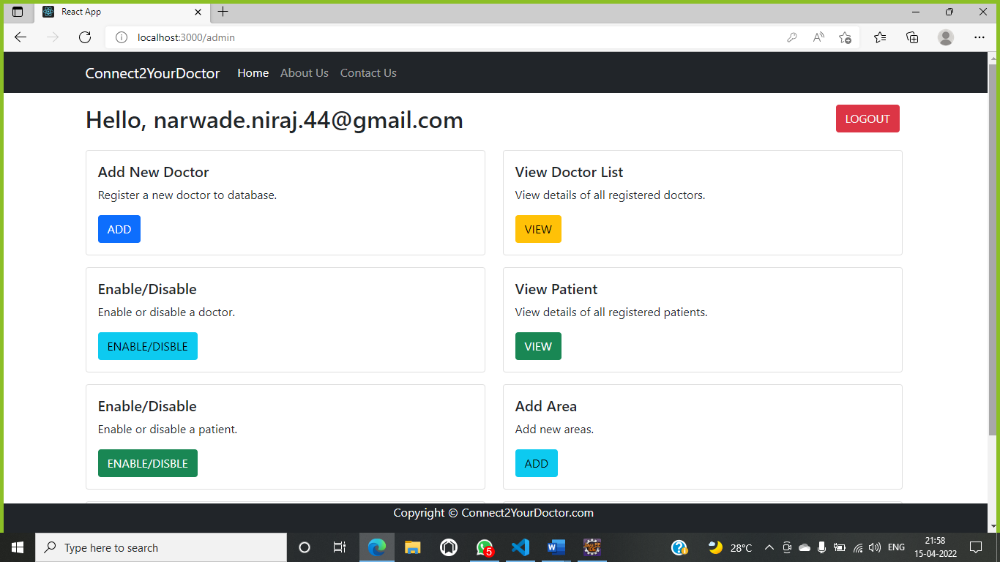 React App
localhost:3000/admin
Connect2YourDoctor Home About Us Contact Us
Hello, narwade.niraj.44@gmail.com
LOGOUT
Add New Doctor
Register a new doctor to database.
ADD
View Doctor List
View details of all registered doctors.
VIEW
Enable/Disable
Enable or disable a doctor.
ENABLE/DISBLE
View Patient
View details of all registered patients.
VIEW
Enable/Disable
Enable or disable a patient.
ENABLE/DISBLE
Add Area
Add new areas.
ADD
Copyright © Connect2YourDoctor.com
Type here to search
5
28°C
ENG
21:58
15-04-2022